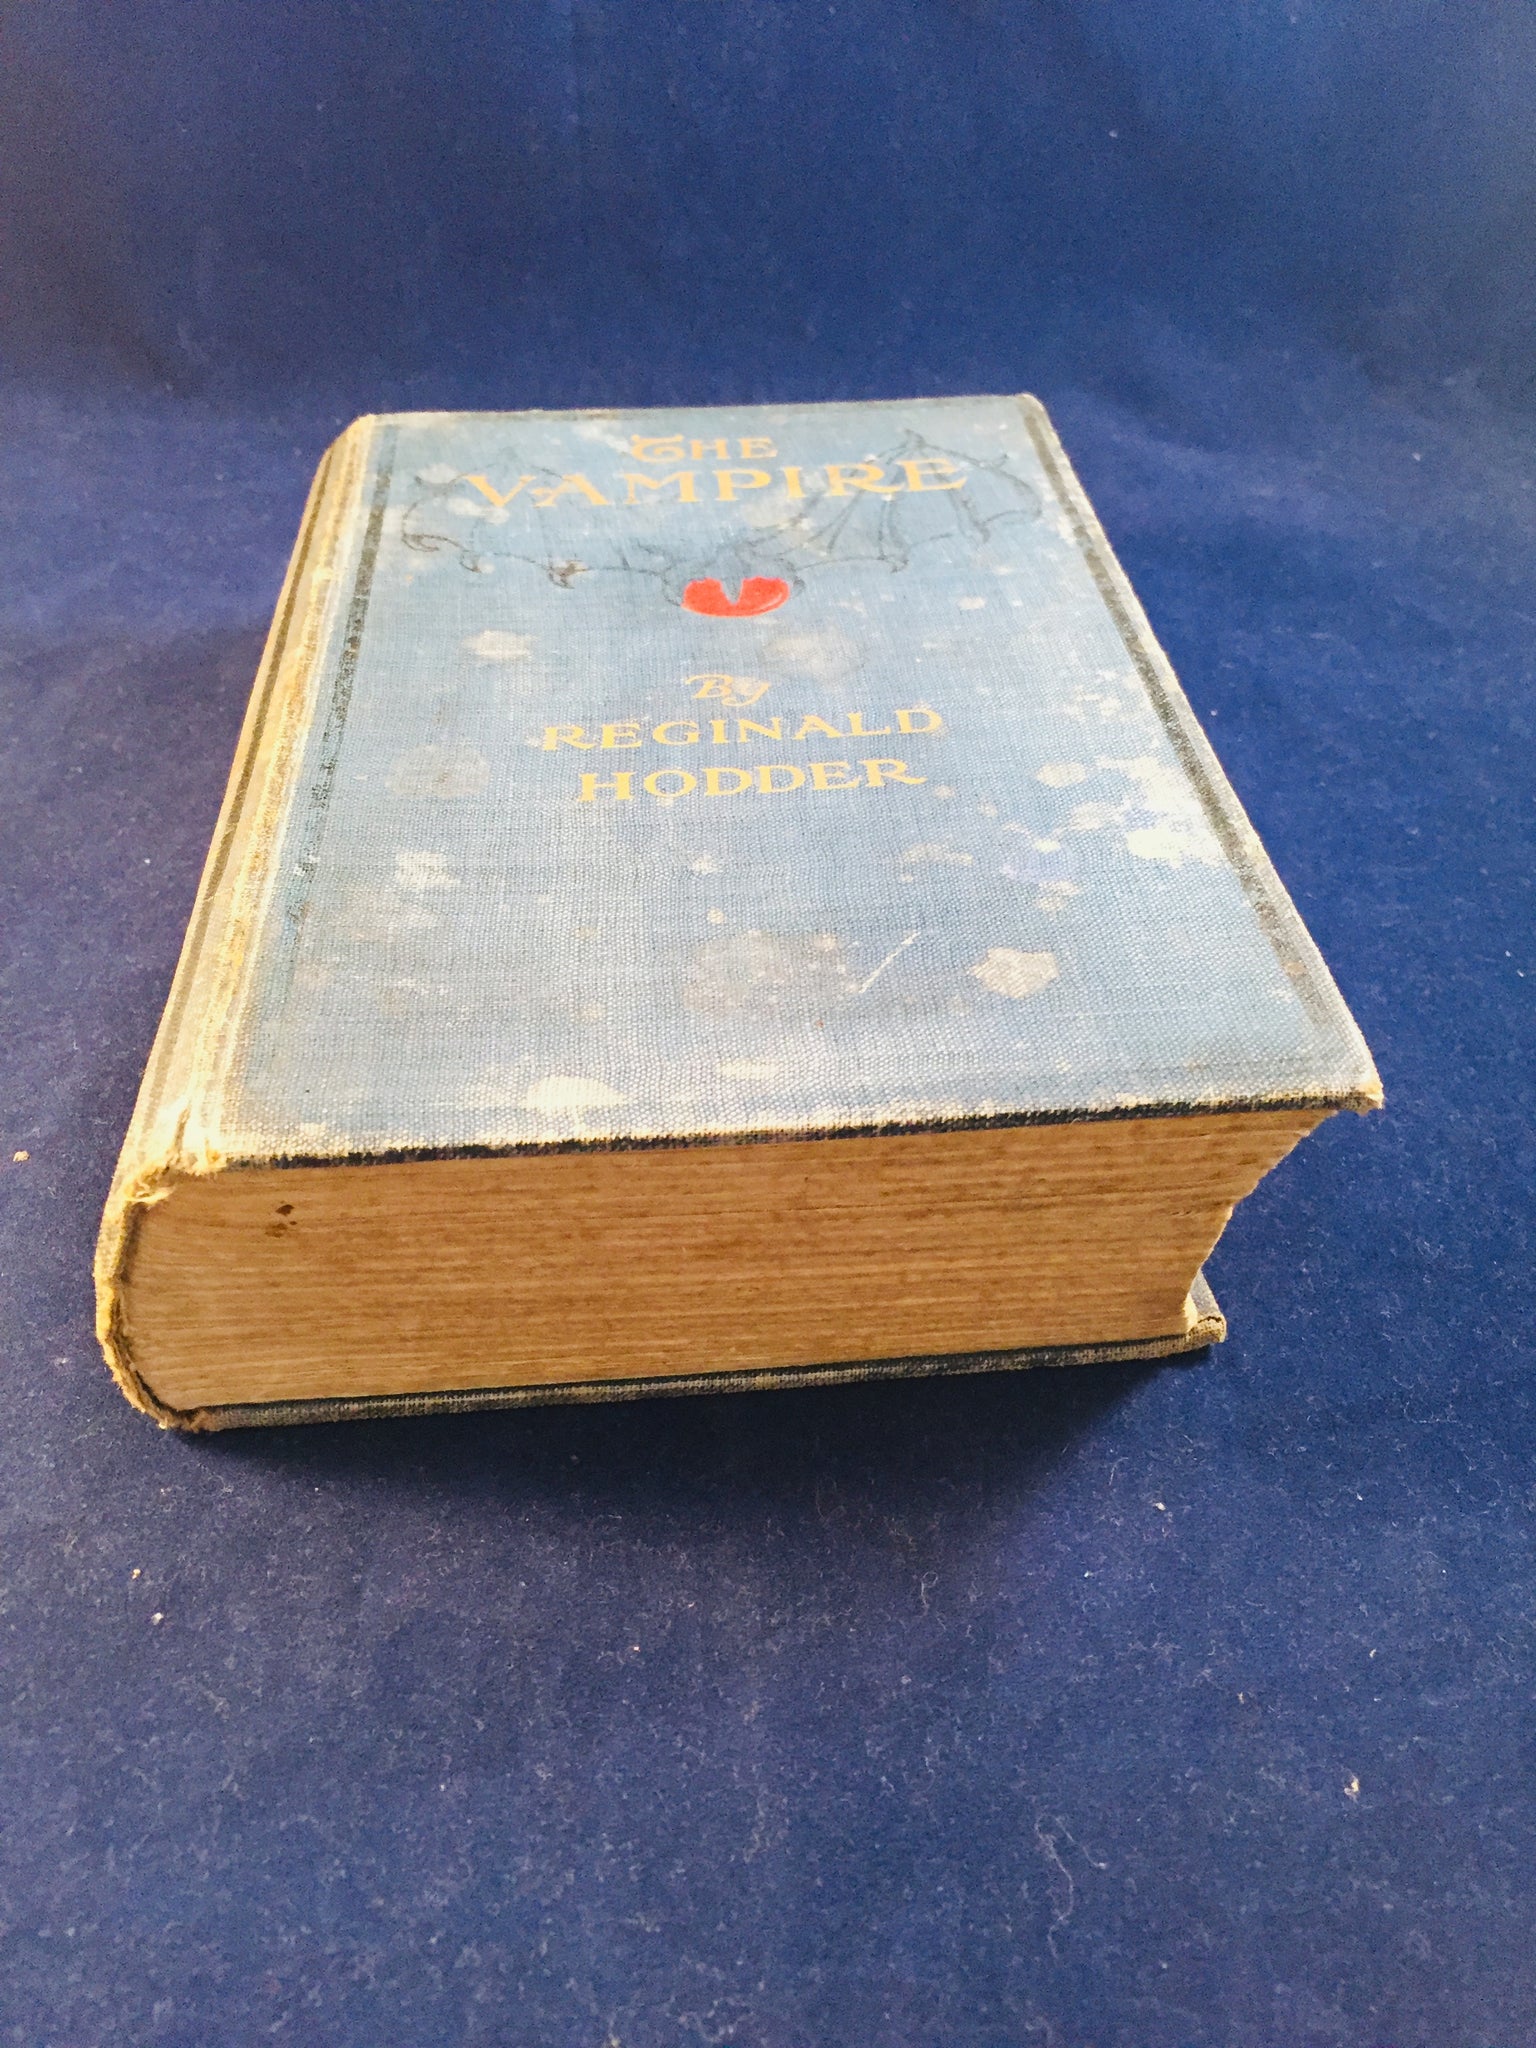 THE
VAMPIRE
By
REGINALD
HODDER